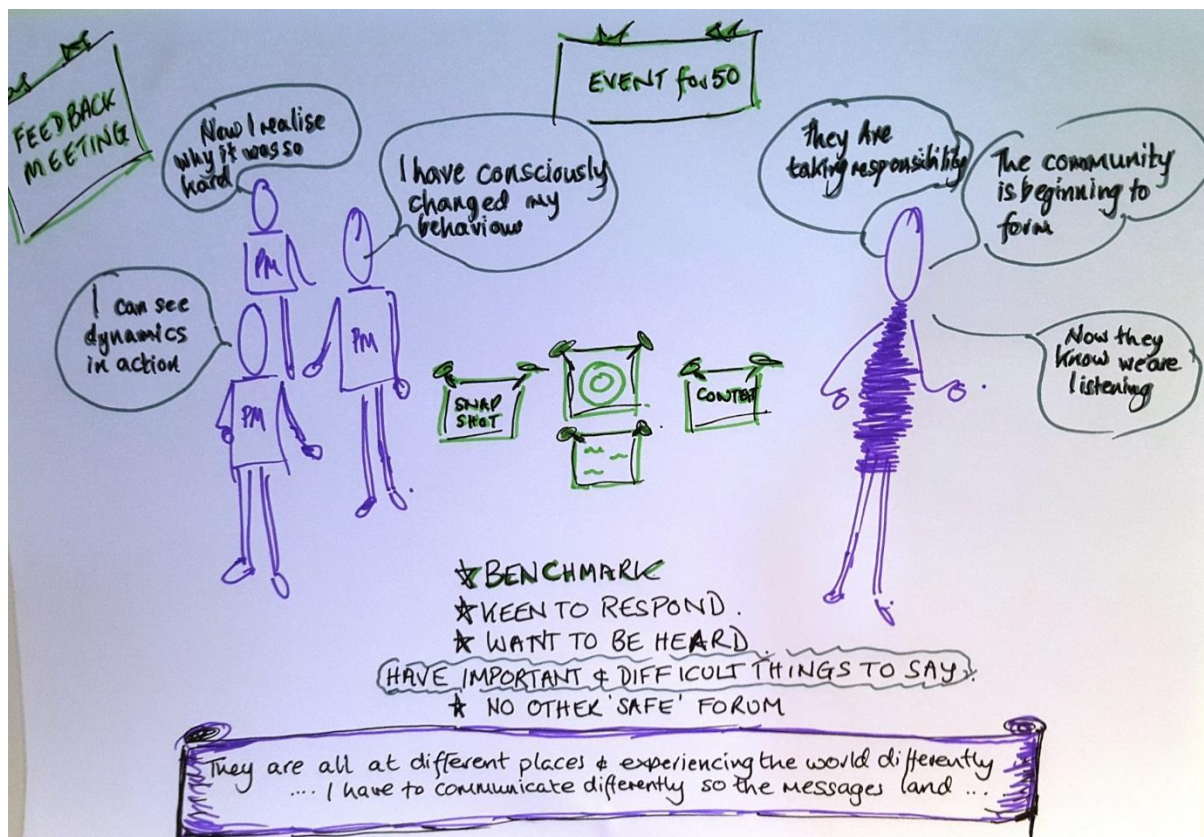 FEEDBACK
MEETING
EVENT for 50
Now I realise
why it was so
hard
I have consciously
changed my
behaviour
I can see
dynamics
in action
PM
PM
PM
They Are
taking responsibility
The community
is beginning to
form
Now they
know we are
listening
SNAP
SHOT
★ BENCHMARK
★ KEEN TO RESPOND.
★ WANT TO BE HEARD.
HAVE IMPORTANT & DIFFICULT THINGS TO SAY.
★ NO OTHER 'SAFE' FORUM
They are all at different places & experiencing the world differently
.... I have to communicate differently so the messages land ...